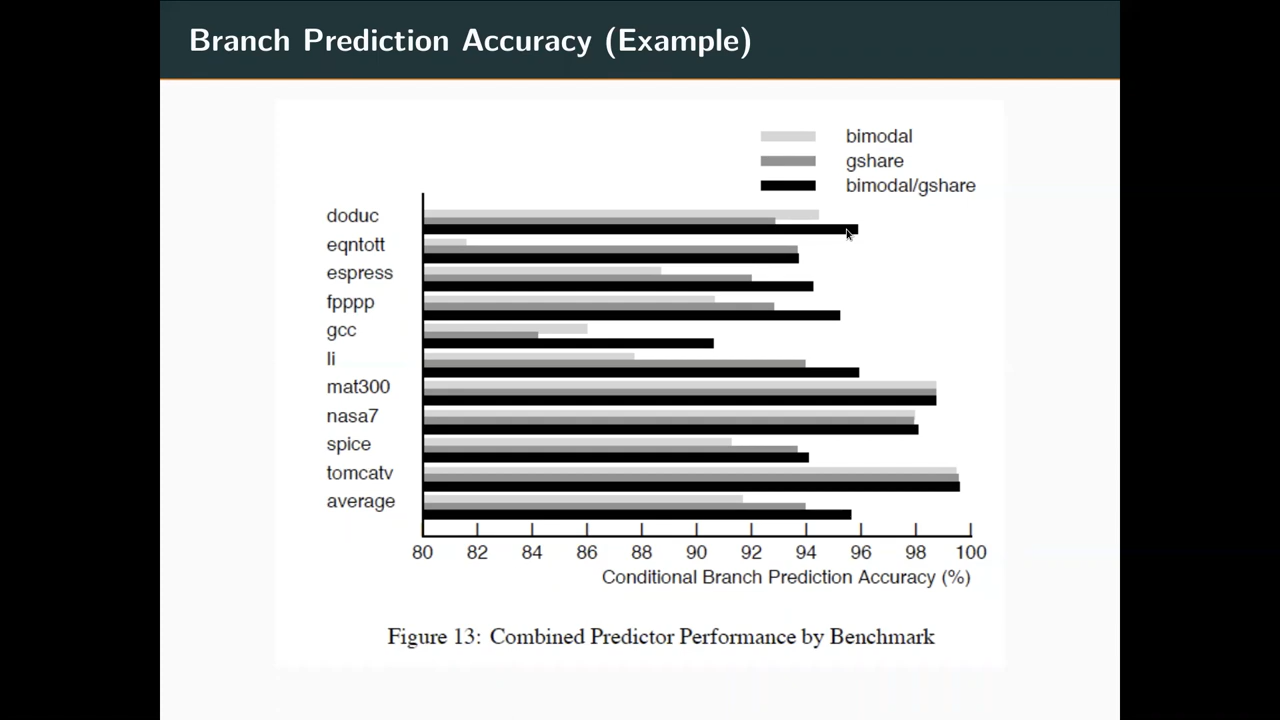 Branch Prediction Accuracy (Example)
bimodal
gshare
bimodal/gshare
doduc
eqntott
espress
fpppp
gcc
li
mat300
nasa7
spice
tomcatv
average
80 82 84 86 88 90 92 94 96 98 100
Conditional Branch Prediction Accuracy (%)
Figure 13: Combined Predictor Performance by Benchmark